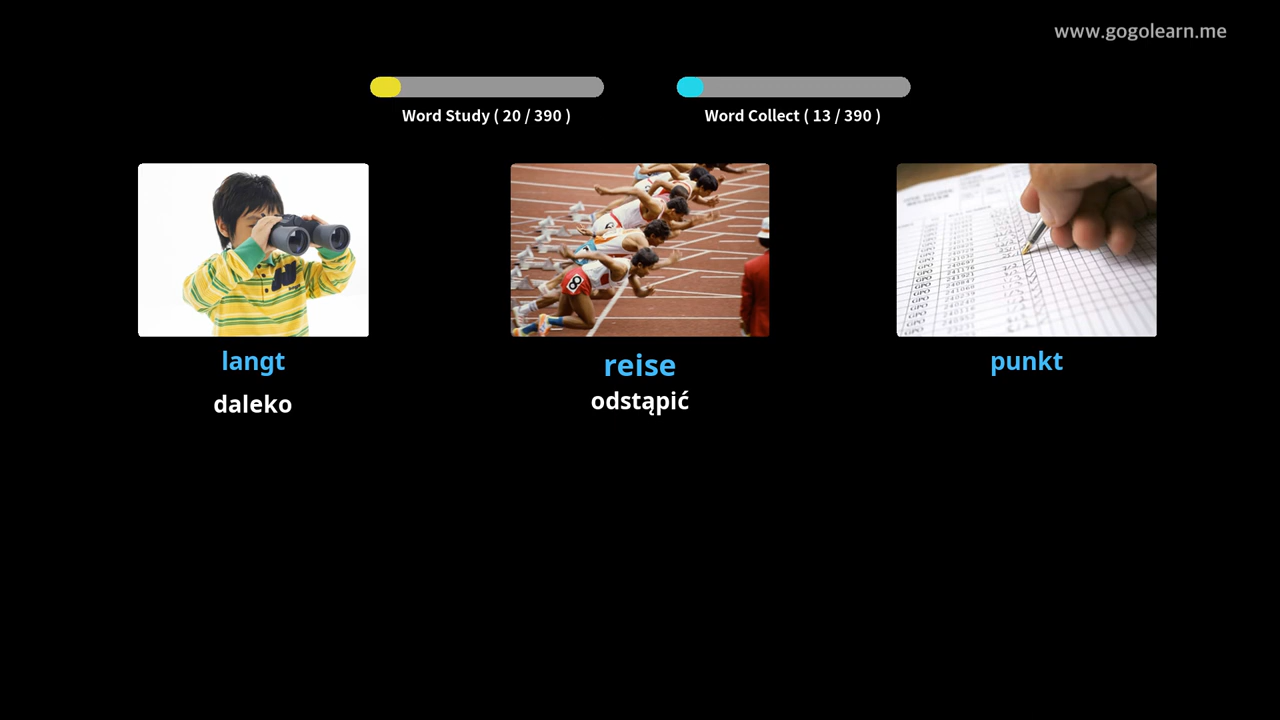 www.gogolearn.me
Word Study ( 20 / 390 )
Word Collect ( 13 / 390 )
langt
reise
punkt
daleko
odstąpić